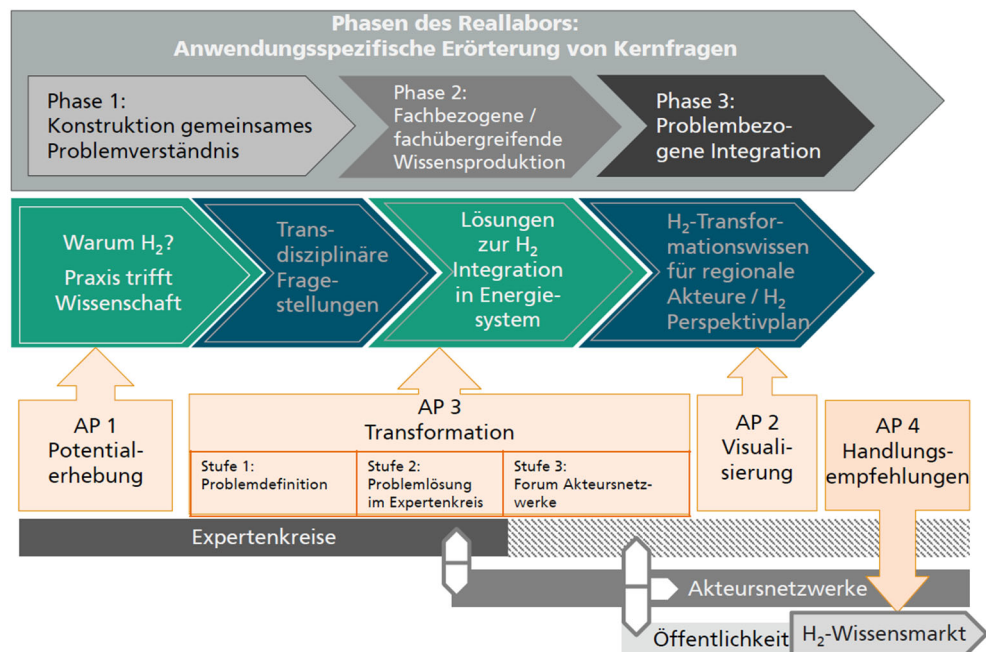 Phasen des Reallabors:
Anwendungsspezifische Erörterung von Kernfragen
Phase 1:
Konstruktion gemeinsames
Problemverständnis
Phase 2:
Fachbezogene /
fachübergreifende
Wissensproduktion
Phase 3:
Problembezo-
gene Integration
Warum H₂?
Praxis trifft
Wissenschaft
Trans-
disziplinäre
Frage-
stellungen
Lösungen
zur H₂
Integration
in Energie-
system
H₂-Transfor-
mationswissen
für regionale
Akteure / H₂
Perspektivplan
AP 1
Potential-
erhebung
AP 3
Transformation
Stufe 1:
Problemdefinition
Stufe 2:
Problemlösung
im Expertenkreis
Stufe 3:
Forum Akteursnetz-
werke
AP 2
Visuali-
sierung
AP 4
Handlungs-
empfehlungen
Expertenkreise
Akteursnetzwerke
Öffentlichkeit
H₂-Wissensmarkt